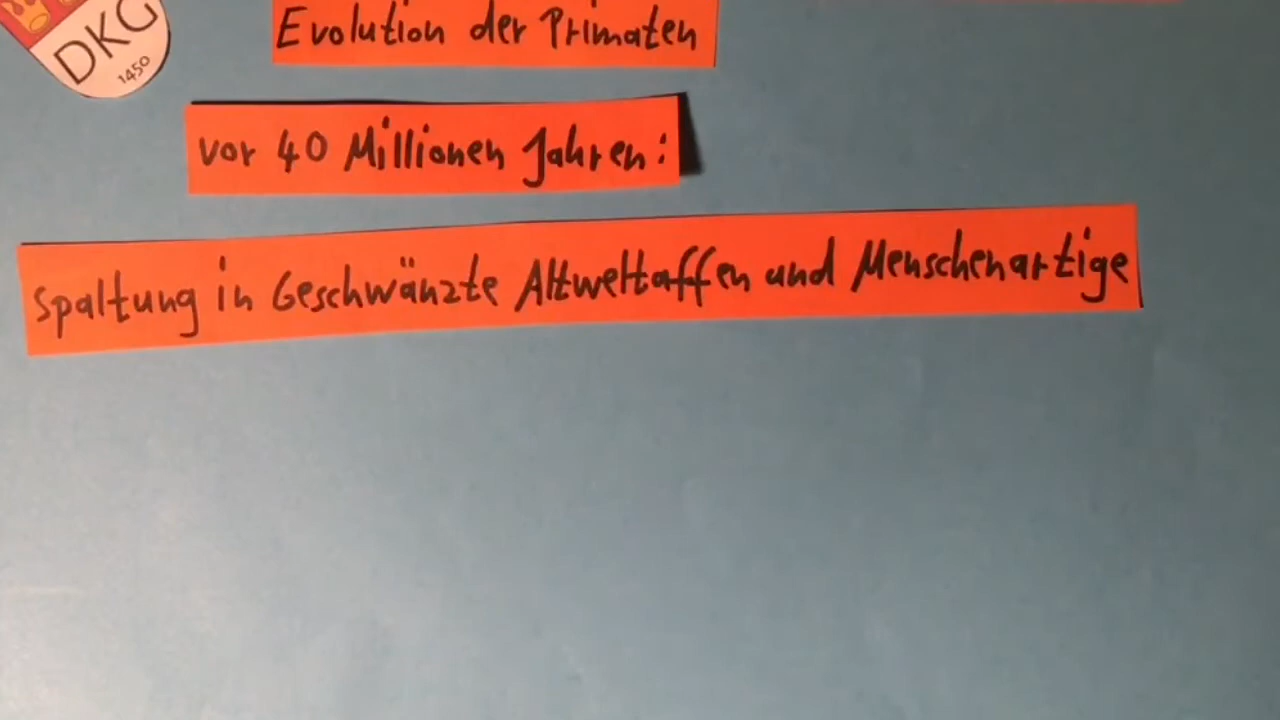 DKG
1450
Evolution der Primaten
vor 40 Millionen Jahren:
Spaltung in Geschwänzte Altweltaffen und Menschenartige